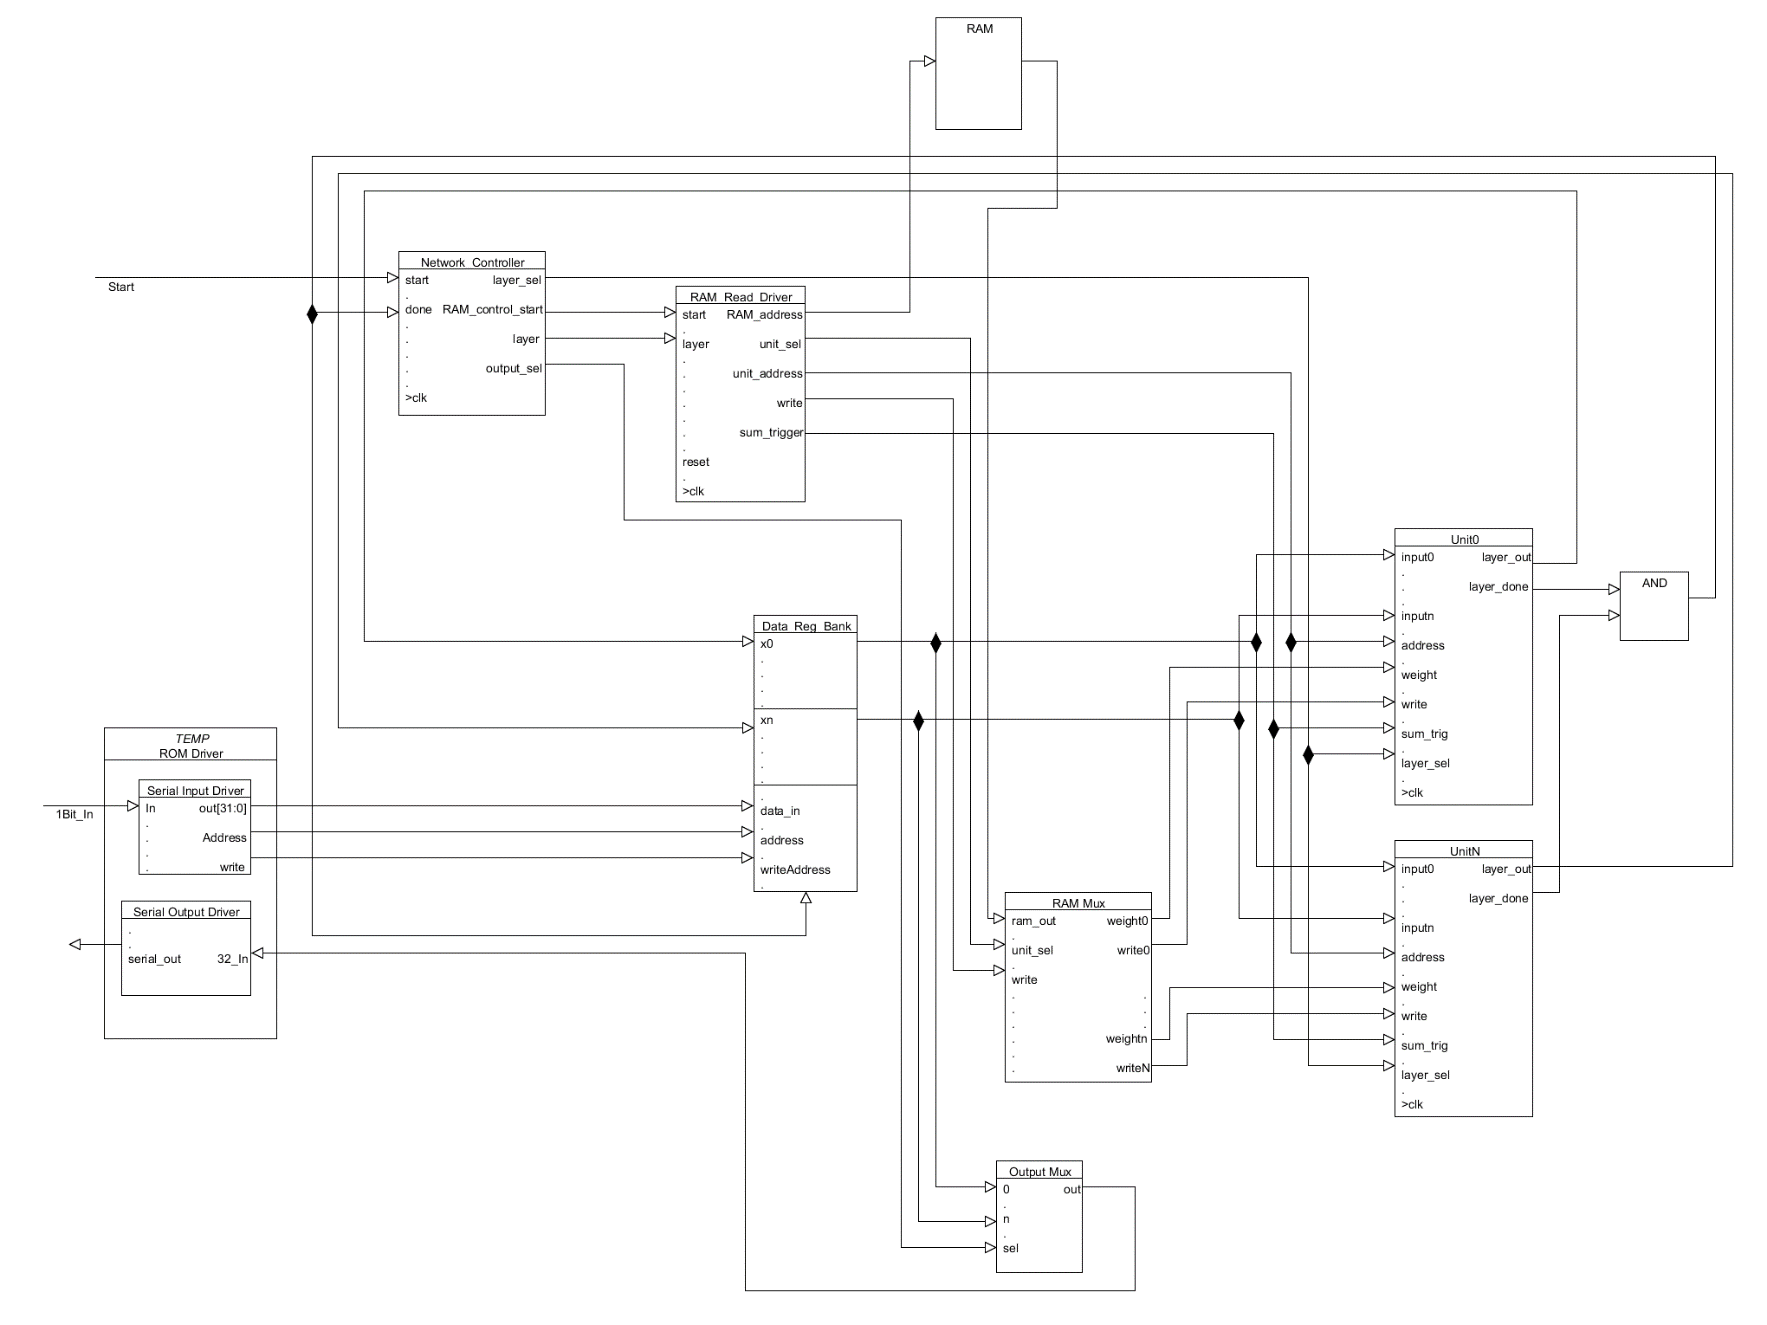 RAM
Network_Controller
start layer_sel
.
done RAM_control_start
.
. layer
.
. output_sel
.
>clk
Start
RAM_Read_Driver
start RAM_address
.
layer unit_sel
.
. unit_address
.
. write
.
. sum_trigger
.
reset
.
>clk
Unit0
input0 layer_out
.
. layer_done
.
inputn
.
address
.
weight
.
write
.
sum_trig
.
layer_sel
.
>clk
AND
Data_Reg_Bank
x0
.
.
.
.
xn
.
.
.
.
.
data_in
.
address
.
writeAddress
.
TEMP
ROM Driver
Serial Input Driver
In out[31:0]
.
. Address
.
. write
1Bit_In
Serial Output Driver
.
.
serial_out 32_In
UnitN
input0 layer_out
.
. layer_done
.
inputn
.
address
.
weight
.
write
.
sum_trig
.
layer_sel
.
>clk
RAM Mux
ram_out weight0
.
unit_sel write0
.
write
. .
. .
. .
. weightn
.
. writeN
Output Mux
0 out
.
n
.
sel